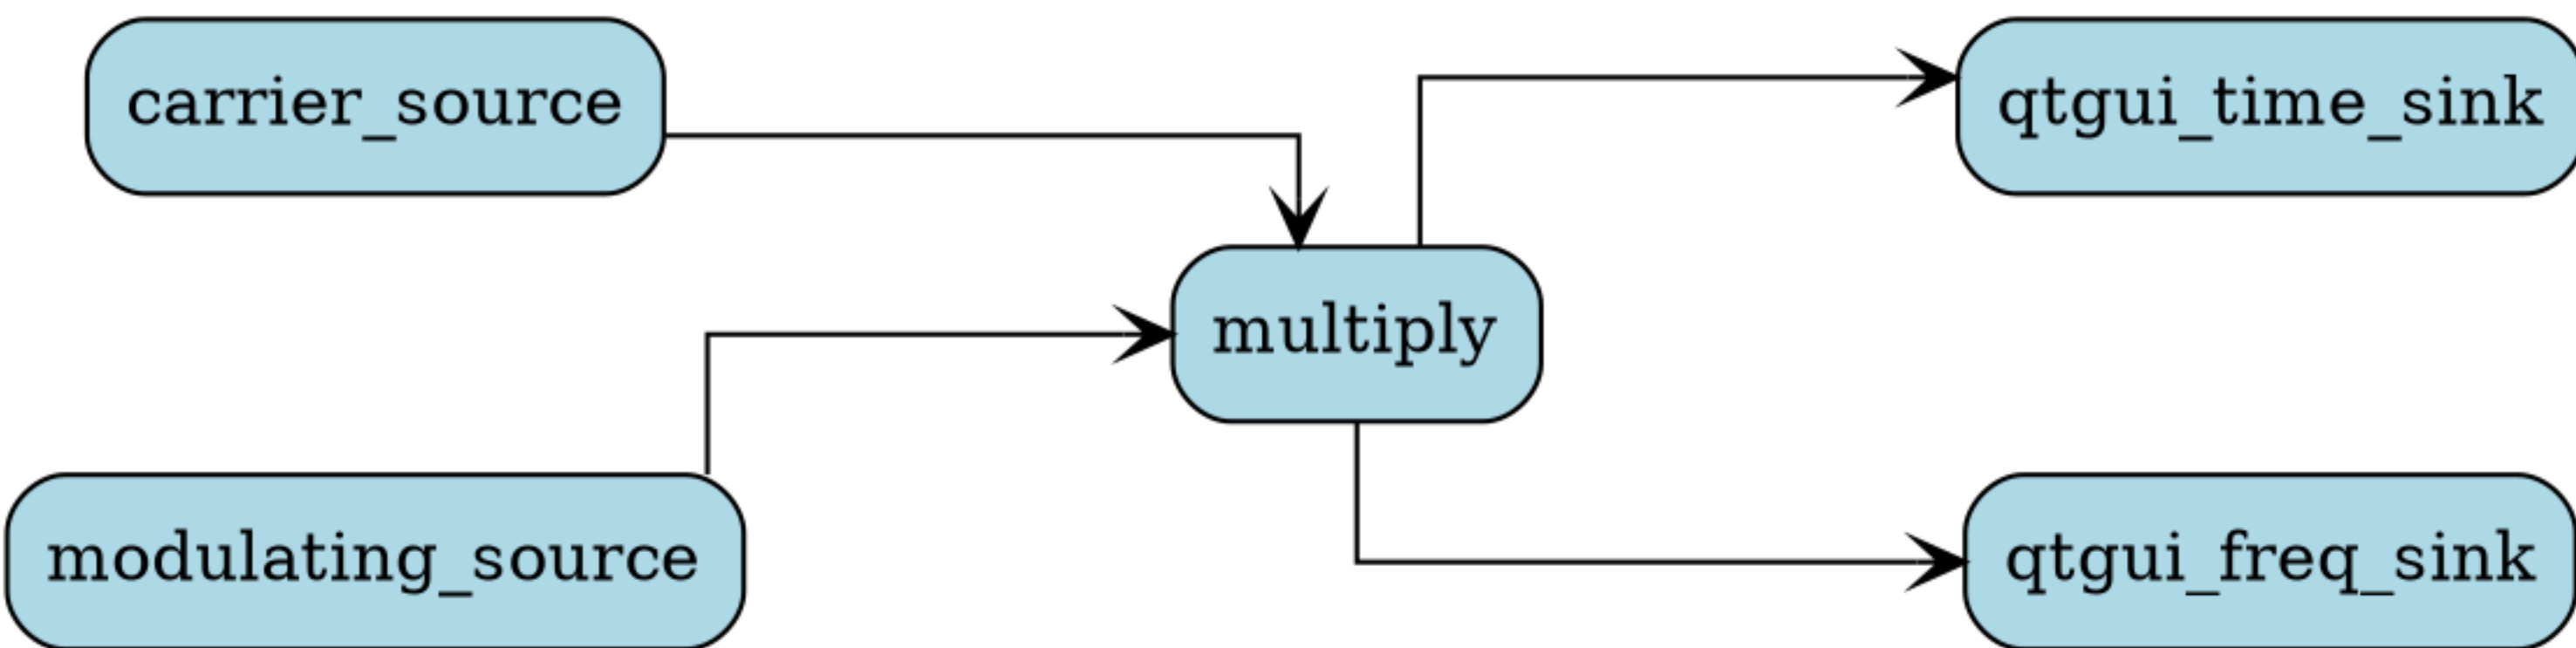 carrier_source
qtgui_time_sink
multiply
modulating_source
qtgui_freq_sink